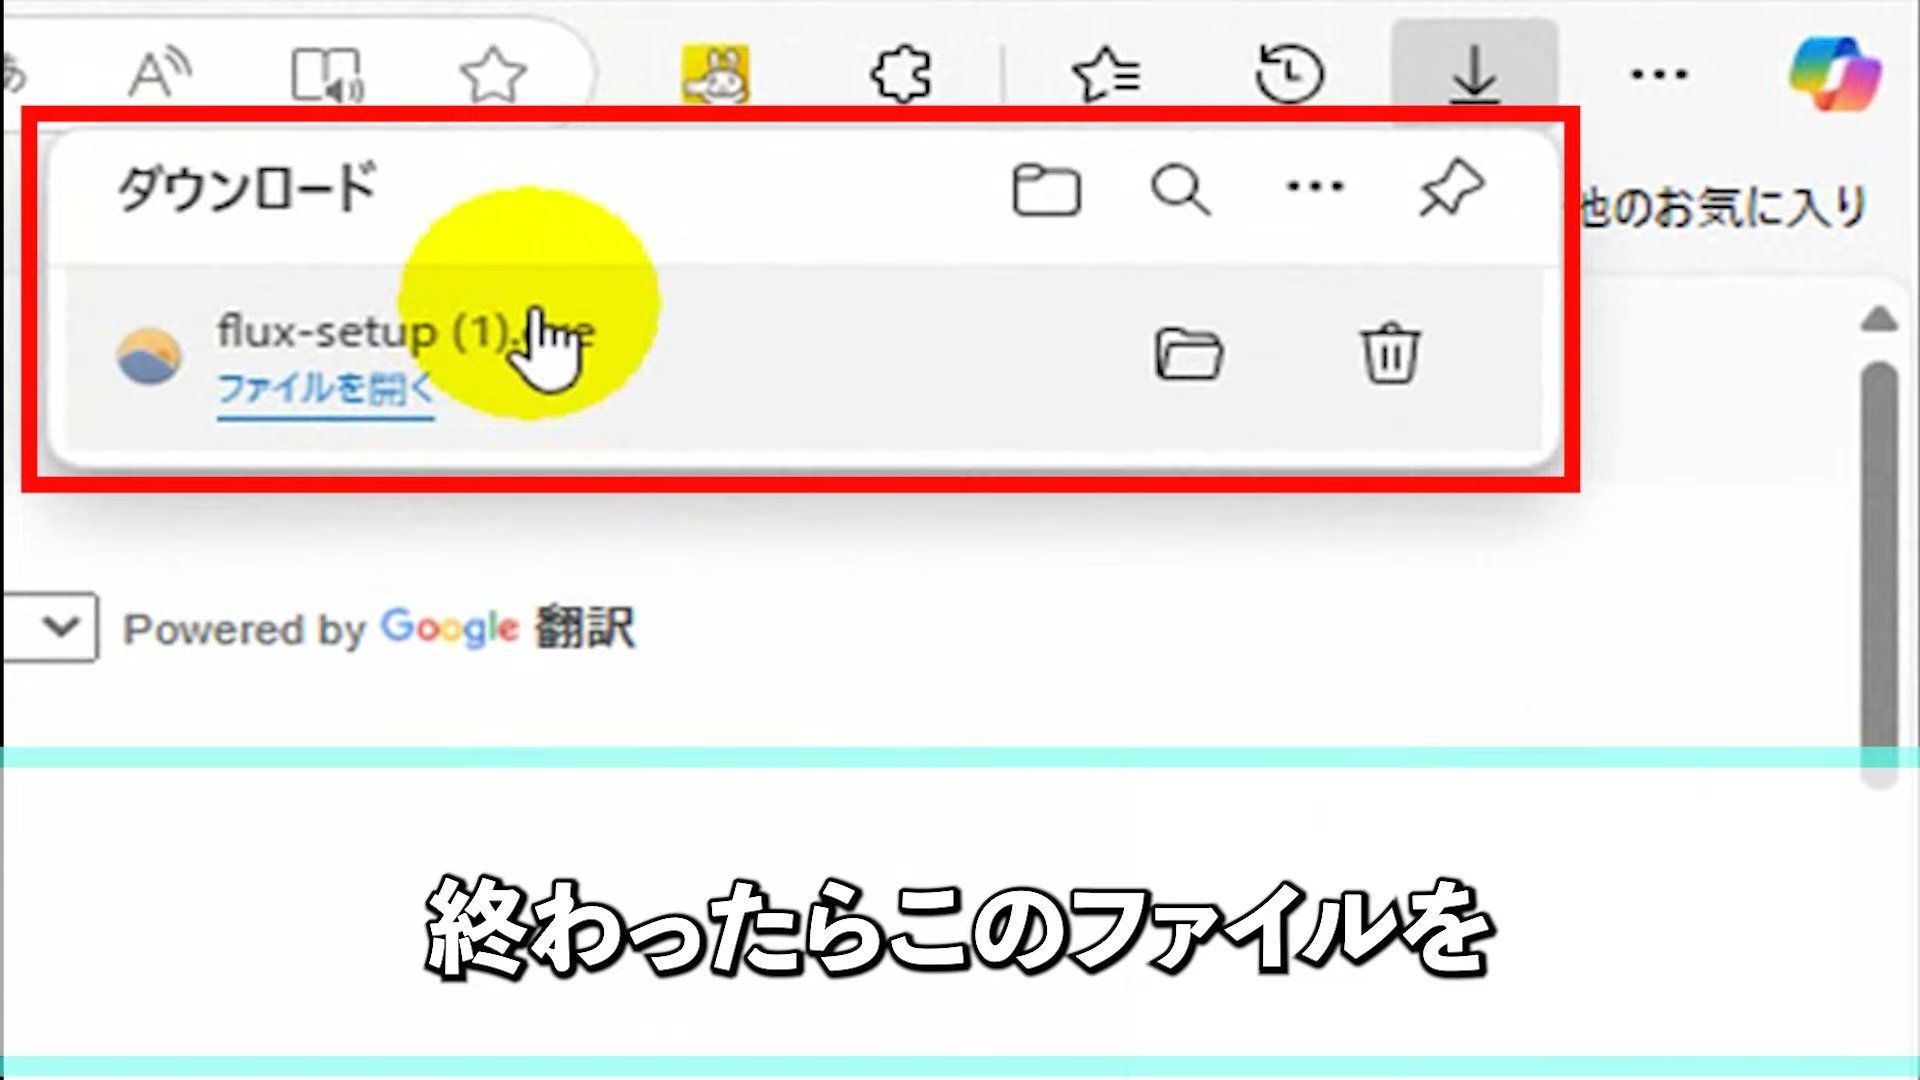 あ
ダウンロード
他のお気に入り
flux-setup (1).exe
ファイルを開く
Powered by Google 翻訳
終わったらこのファイルを